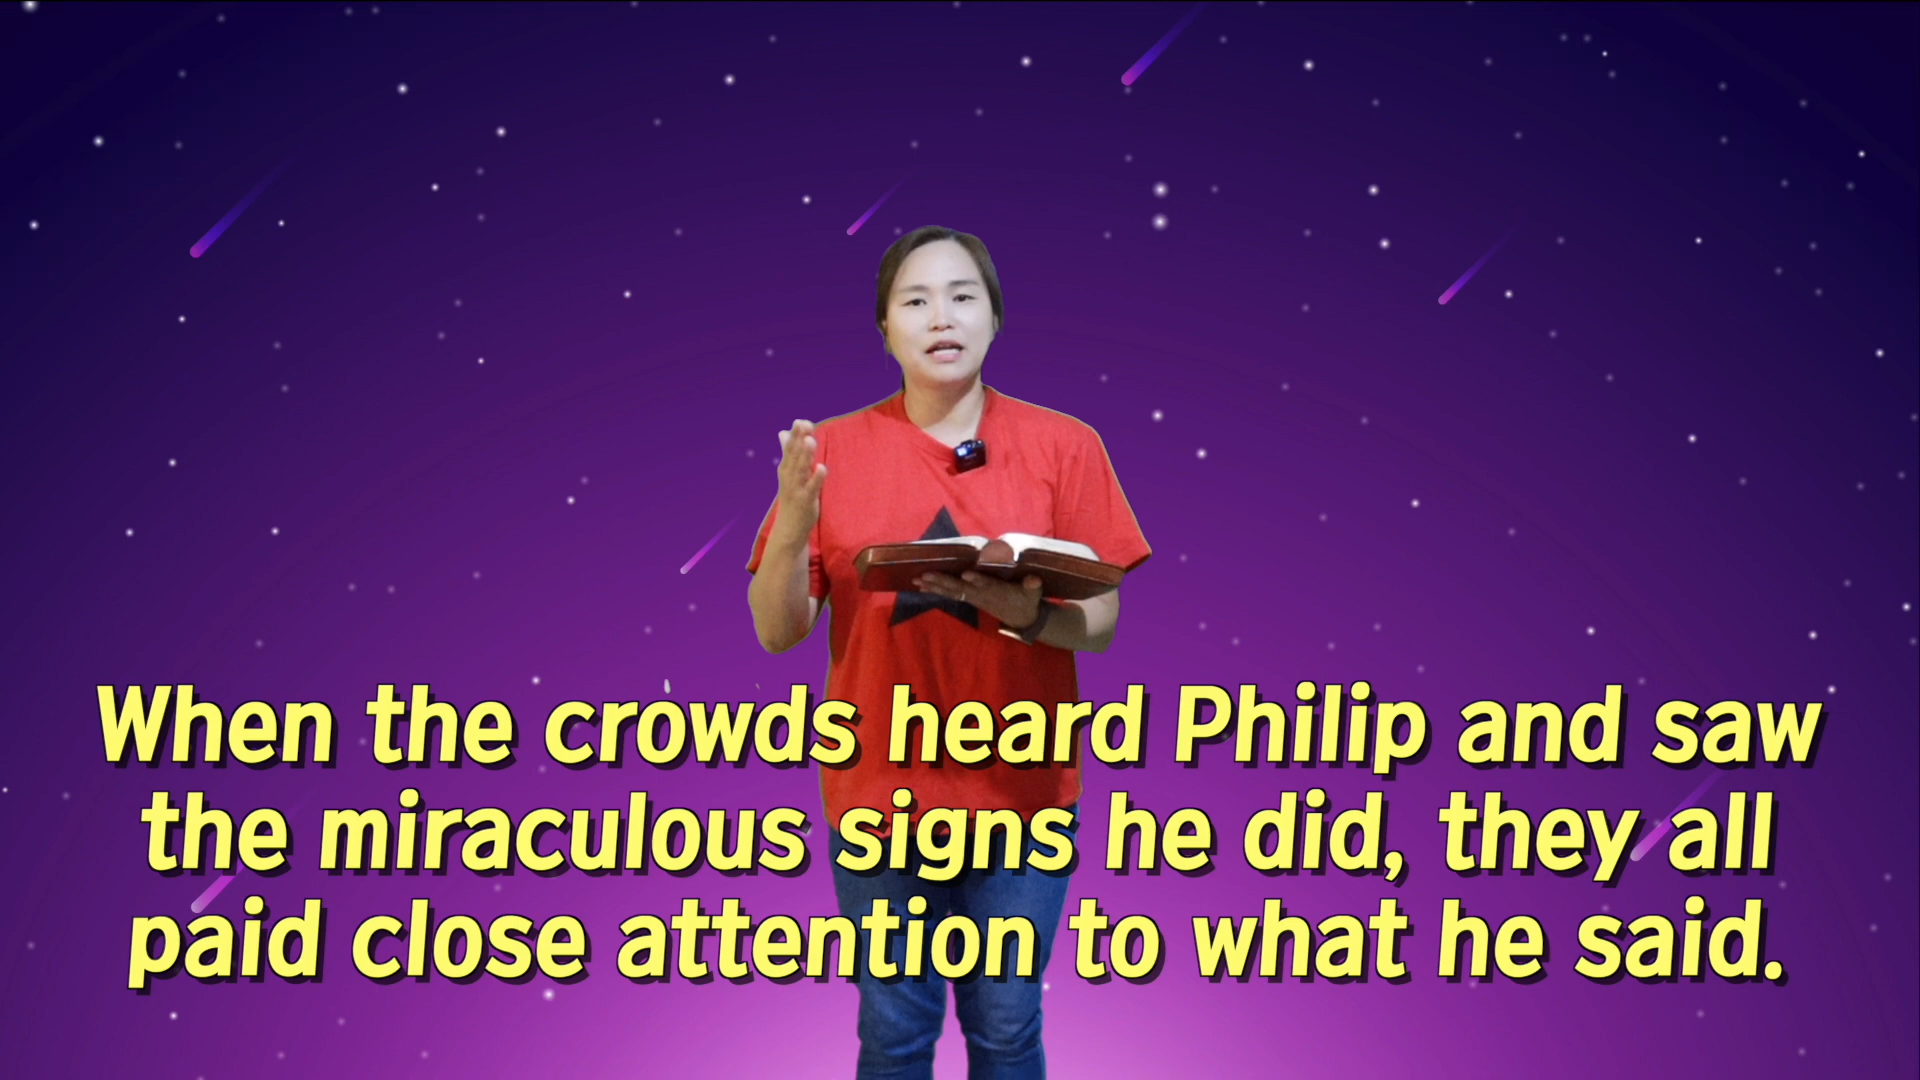 When the crowds heard Philip and saw
the miraculous signs he did, they all
paid close attention to what he said.